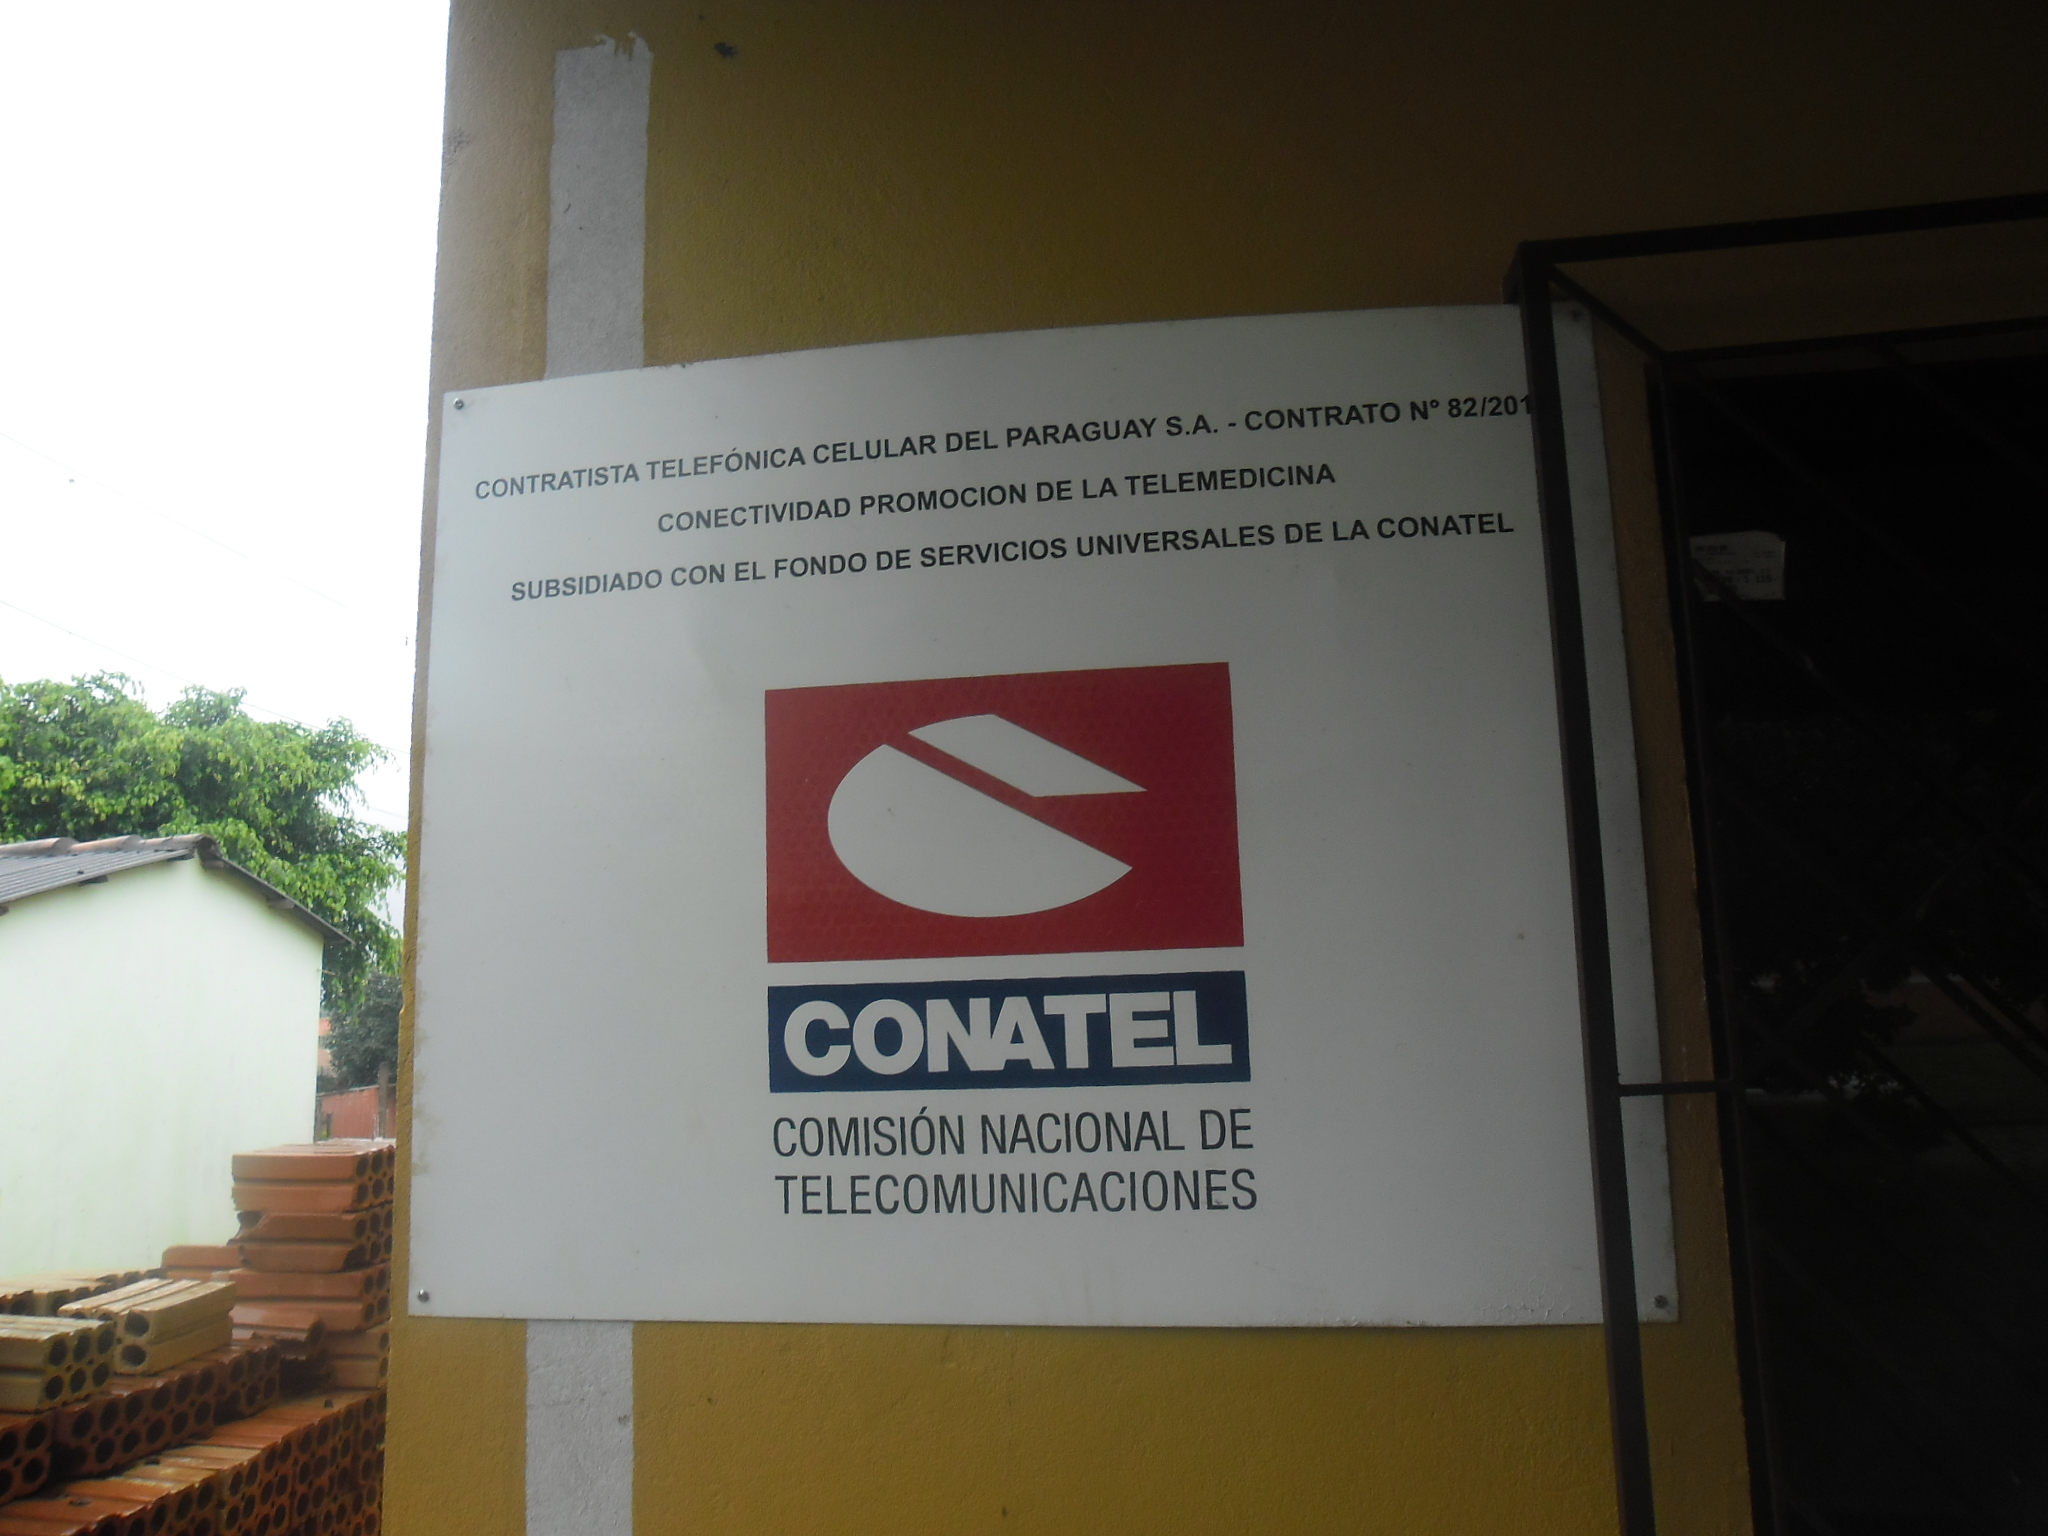 CONTRATISTA TELEFÓNICA CELULAR DEL PARAGUAY S.A. - CONTRATO N° 82/201
CONECTIVIDAD PROMOCION DE LA TELEMEDICINA
SUBSIDIADO CON EL FONDO DE SERVICIOS UNIVERSALES DE LA CONATEL
CONATEL
COMISIÓN NACIONAL DE
TELECOMUNICACIONES